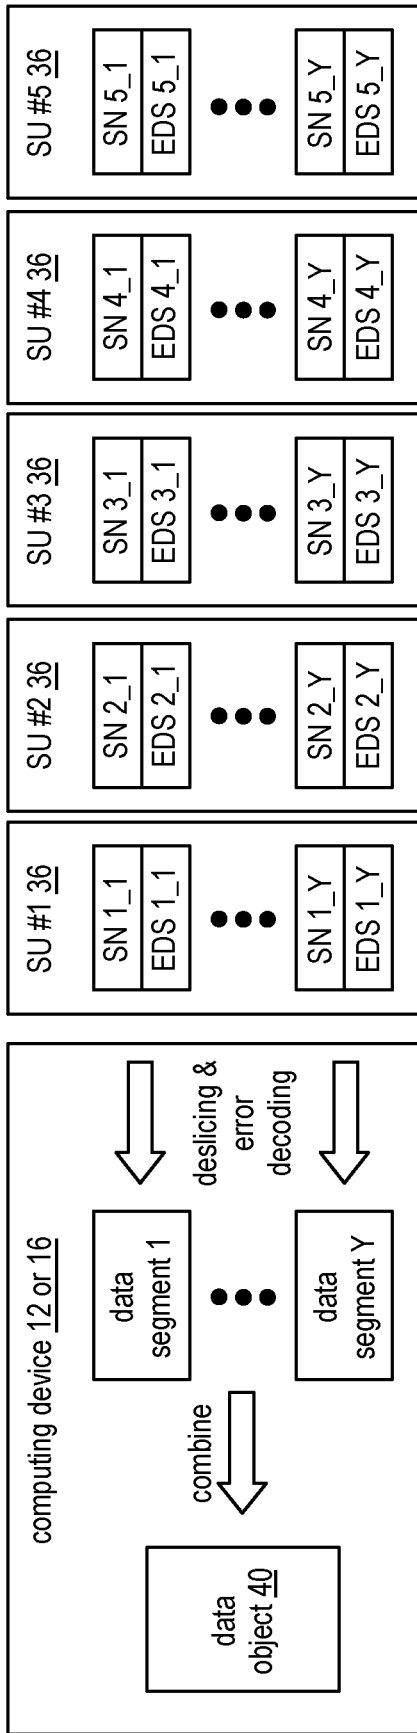 computing device 12 or 16
data
object 40
combine
data
segment 1
data
segment Y
deslicing &
error
decoding
SU #1 36
SN 1_1
EDS 1_1
SN 1_Y
EDS 1_Y
SU #2 36
SN 2_1
EDS 2_1
SN 2_Y
EDS 2_Y
SU #3 36
SN 3_1
EDS 3_1
SN 3_Y
EDS 3_Y
SU #4 36
SN 4_1
EDS 4_1
SN 4_Y
EDS 4_Y
SU #5 36
SN 5_1
EDS 5_1
SN 5_Y
EDS 5_Y